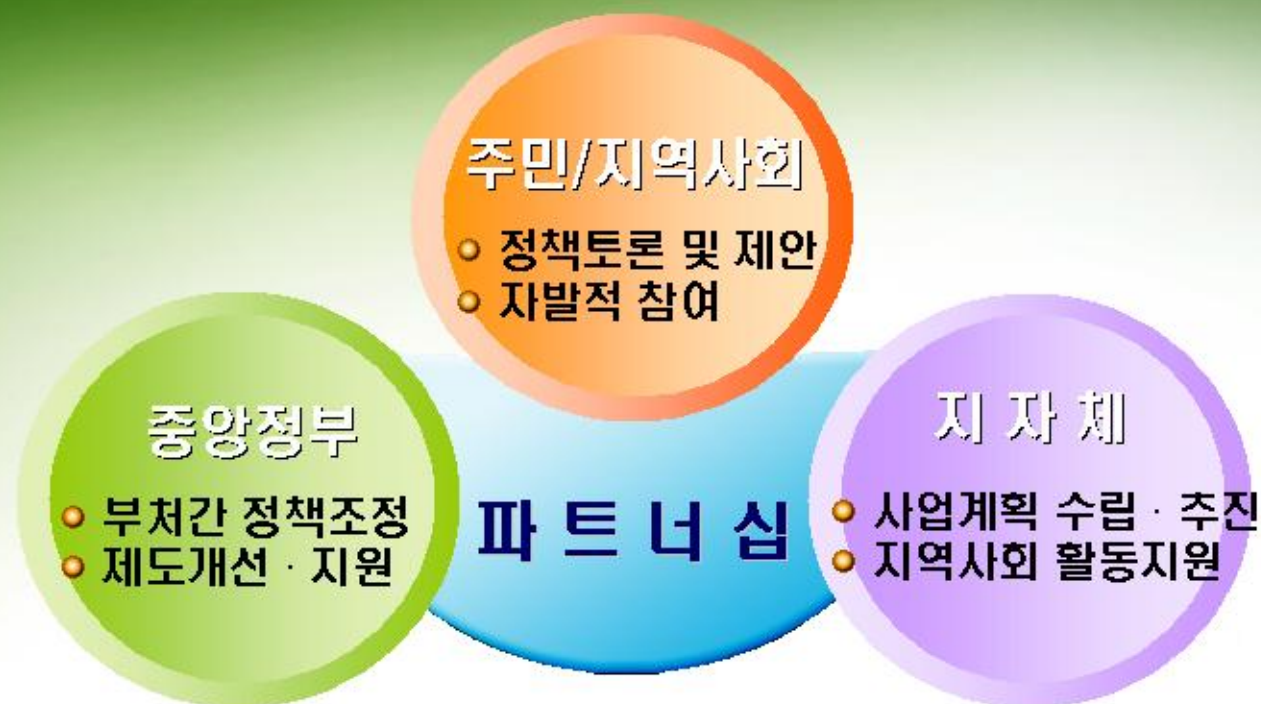 주민/지역사회
정책토론 및 제안
자발적 참여
중앙정부
부처간 정책조정
제도개선 · 지원
파 트 너 십
지 자 체
사업계획 수립 · 추진
지역사회 활동지원